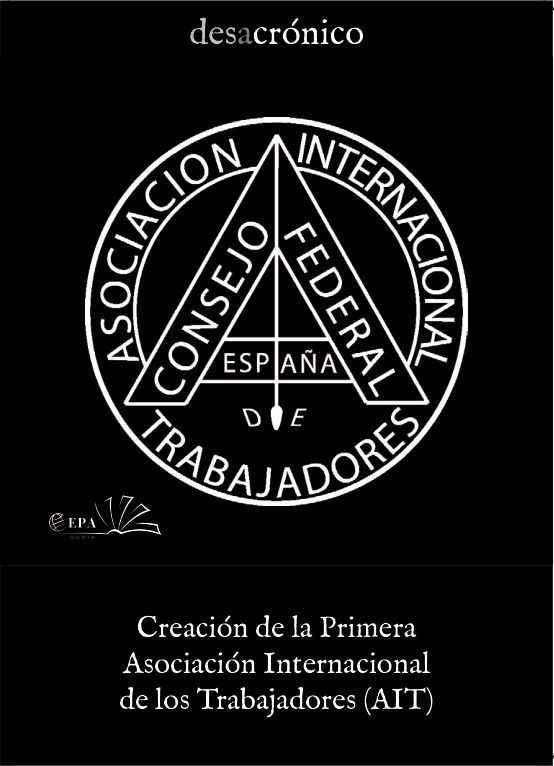 desacrónico
ASOCIACION INTERNACIONAL
CONSEJO FEDERAL
ESPAÑA
DE
TRABAJADORES
EPA
DORIA
Creación de la Primera
Asociación Internacional
de los Trabajadores (AIT)